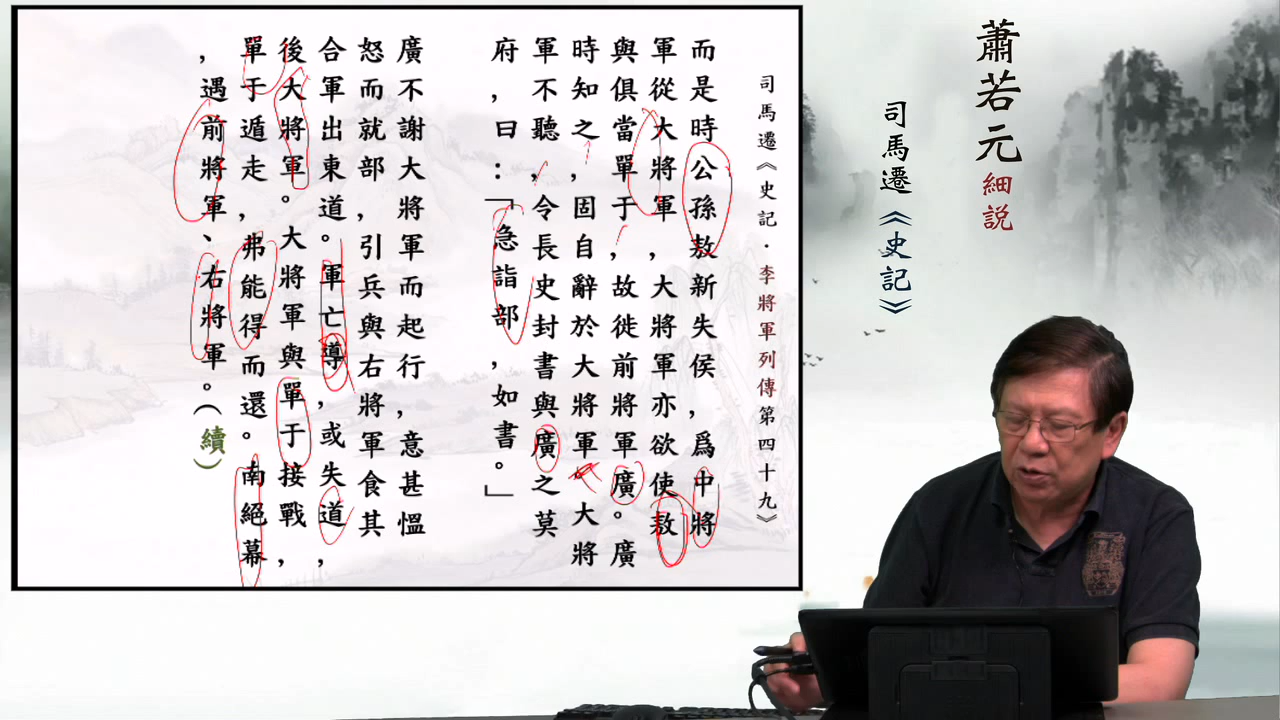 蕭若元細說
司馬遷《史記》
司馬遷《史記．李將軍列傳第四十九》
而是時公孫敖新失侯，爲中將
軍從大將軍，大將軍亦欲使敖
與俱當單于，故徙前將軍廣。廣
時知之，固自辭於大將軍。大將
軍不聽，令長史封書與廣之莫
府，曰：「急詣部，如書。」
廣不謝大將軍而起行，意甚慍
怒而就部，引兵與右將軍食其
合軍出東道。軍亡導，或失道，
後大將軍。大將軍與單于接戰，
單于遁走，弗能得而還。南絕幕
，遇前將軍、右將軍。(續)